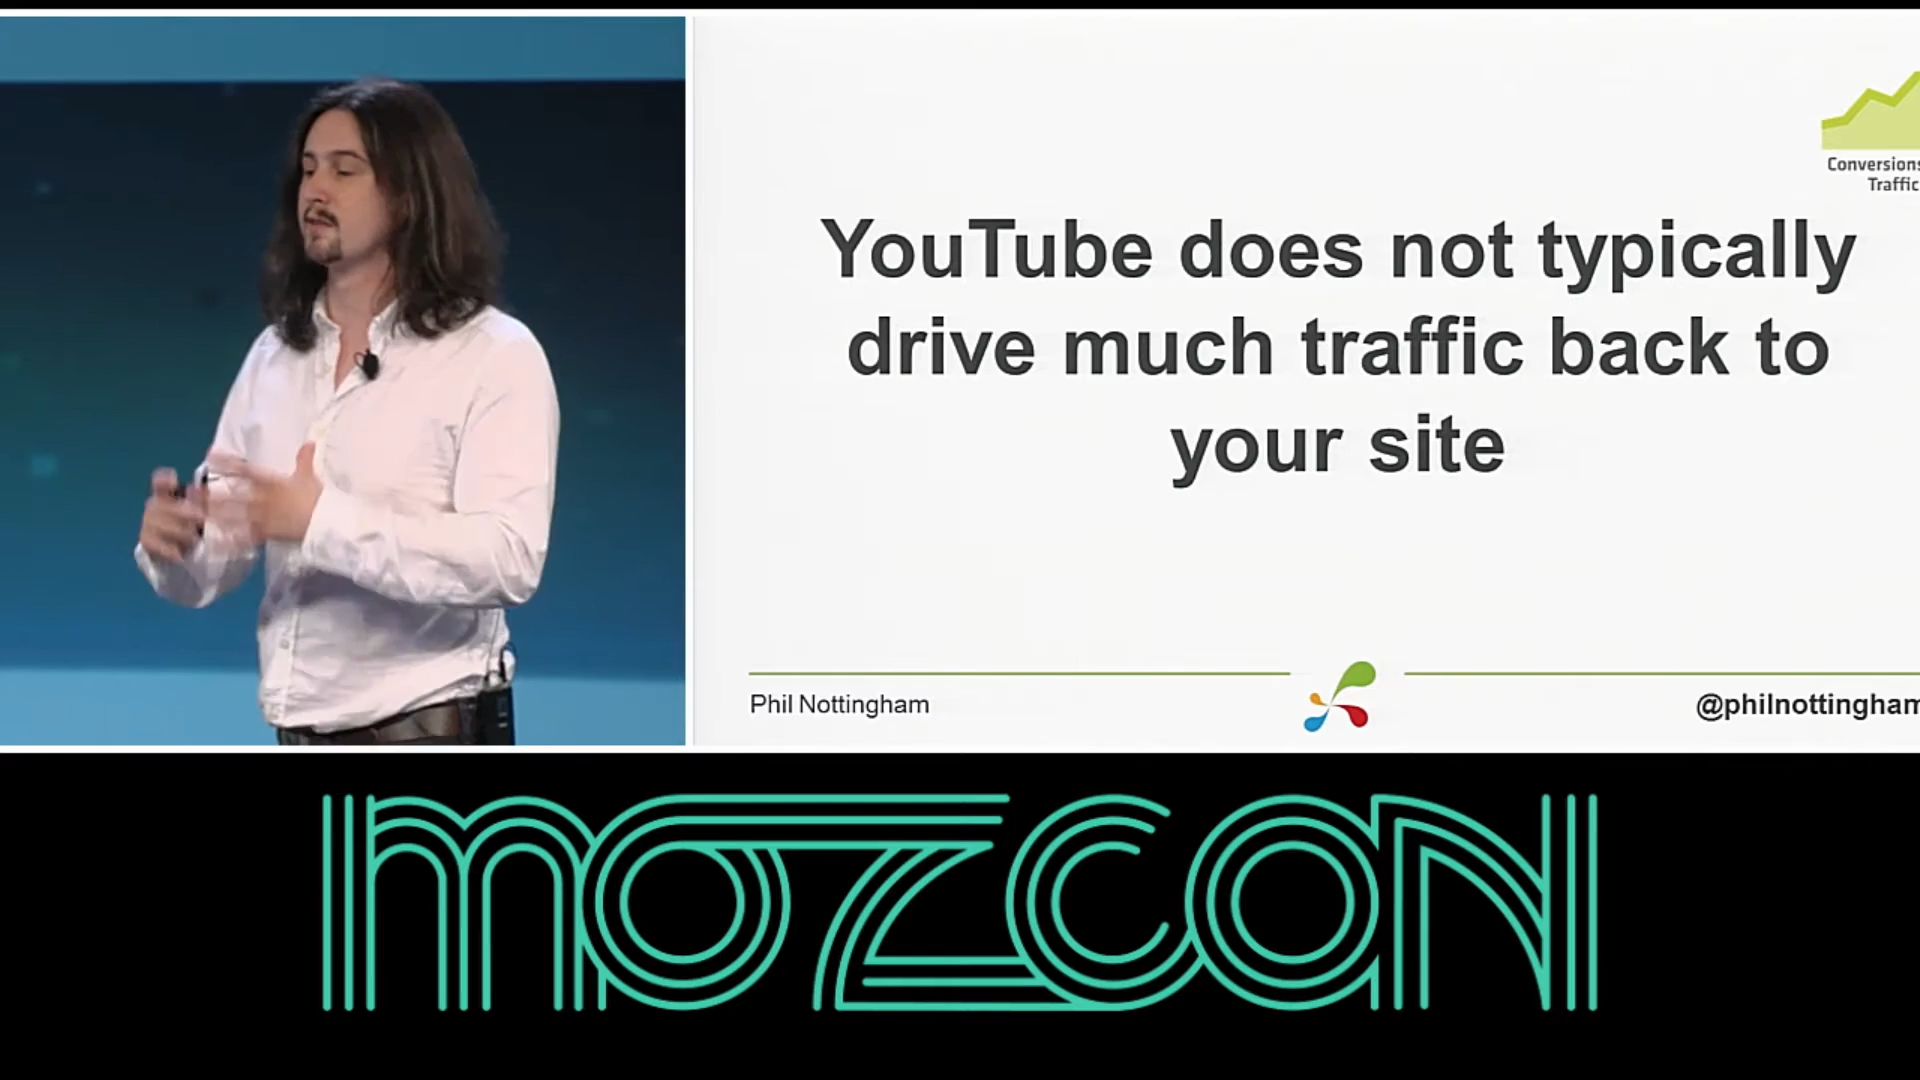 Conversions
Traffic
YouTube does not typically
drive much traffic back to
your site
Phil Nottingham
@philnottingham
MOZCON